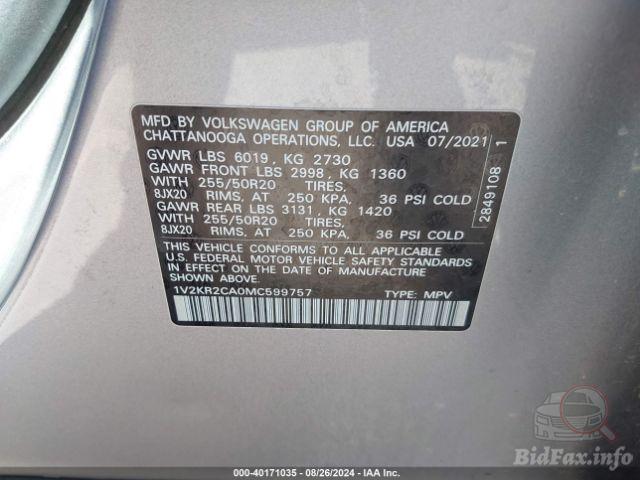 MFD BY VOLKSWAGEN GROUP OF AMERICA
CHATTANOOGA OPERATIONS, LLC. USA 07/2021
GVWR LBS 6019, KG 2730
GAWR FRONT LBS 2998, KG 1360
WITH 255/50R20 TIRES,
8JX20 RIMS, AT 250 KPA, 36 PSI COLD
GAWR REAR LBS 3131, KG 1420
WITH 255/50R20 TIRES,
8JX20 RIMS, AT 250 KPA, 36 PSI COLD
THIS VEHICLE CONFORMS TO ALL APPLICABLE
U.S. FEDERAL MOTOR VEHICLE SAFETY STANDARDS
IN EFFECT ON THE DATE OF MANUFACTURE
SHOWN ABOVE.
1V2KR2CA0MC599757 TYPE: MPV
2849108 1
BidFax.info
000-40171035 - 08/26/2024 - IAA Inc.